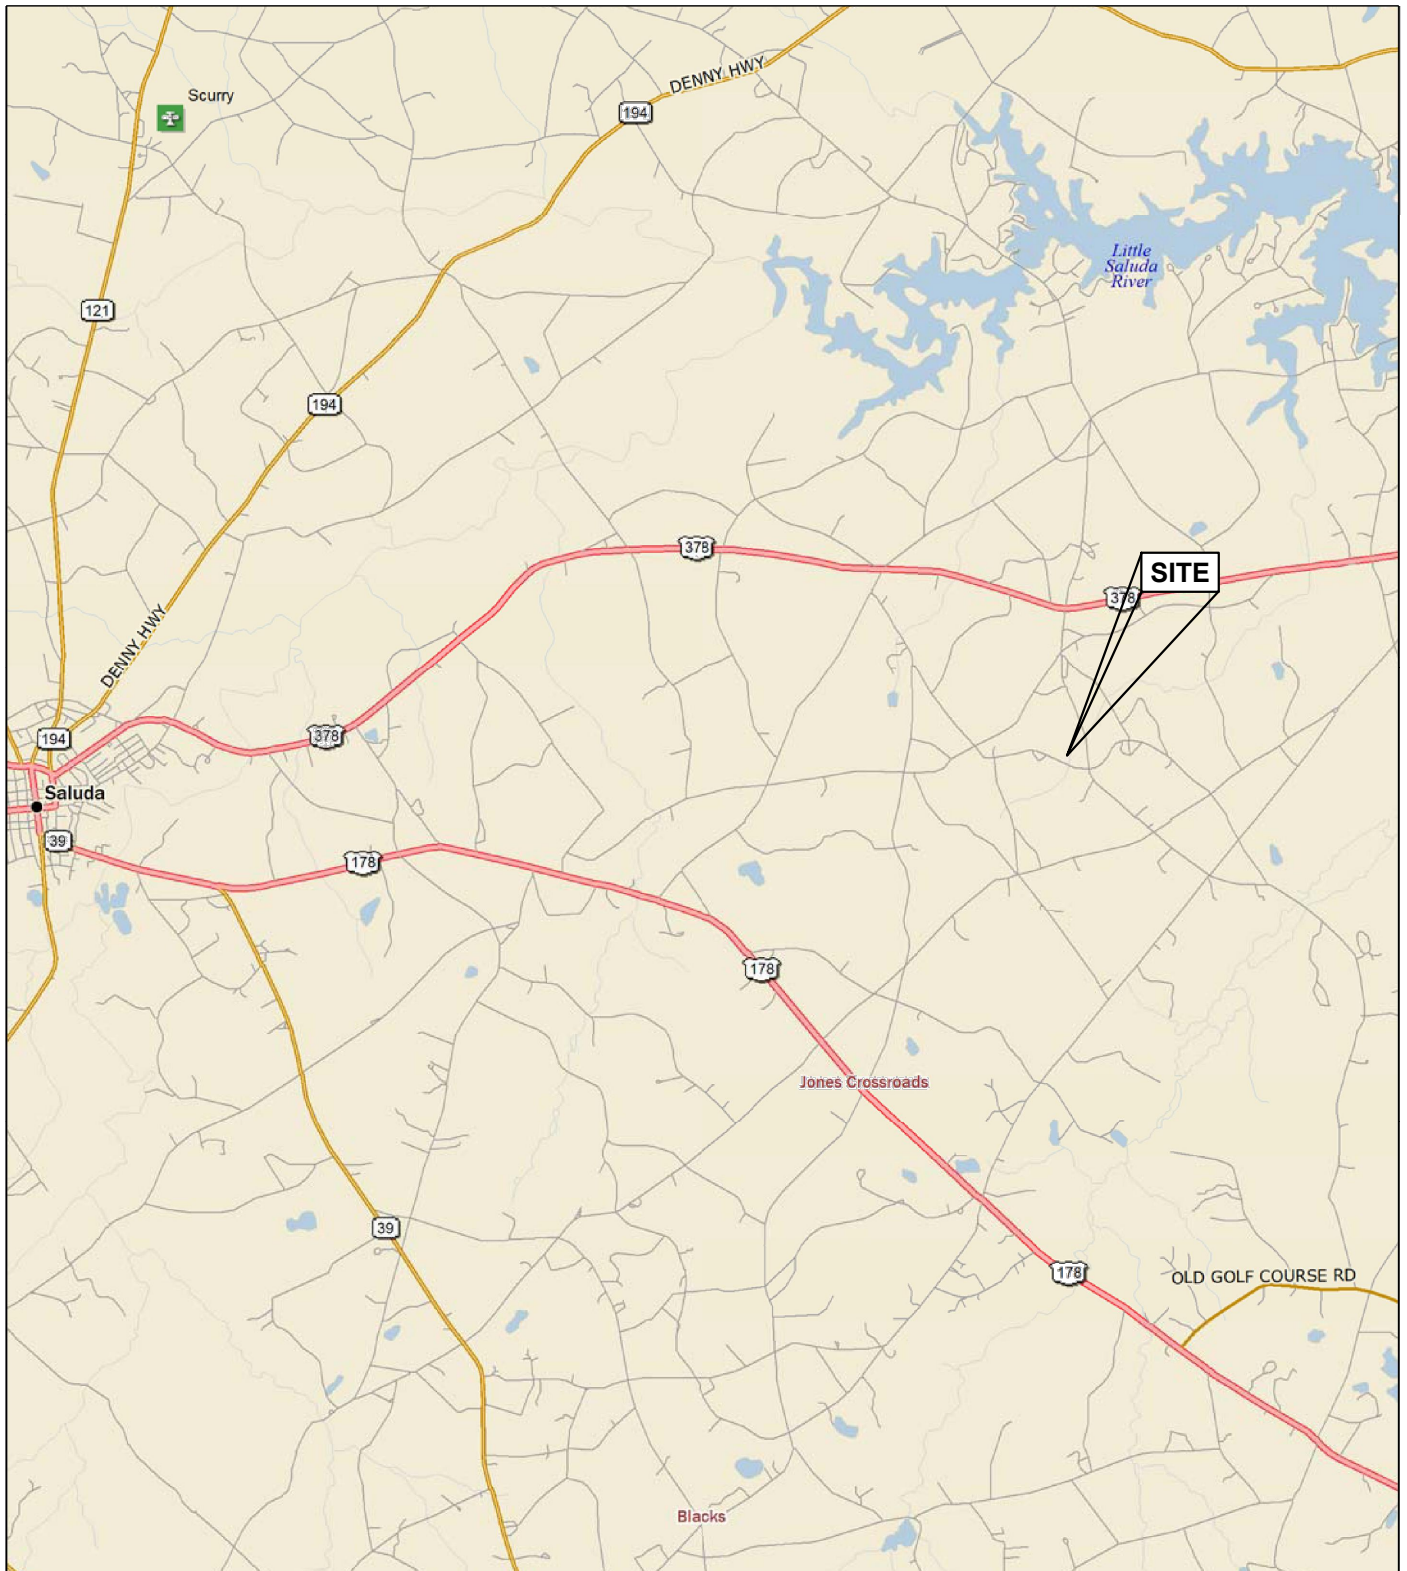 Scurry
DENNY HWY
194
Little
Saluda
River
121
194
378
SITE
378
DENNY HWY
194
378
Saluda
39
178
178
Jones Crossroads
39
178
OLD GOLF COURSE RD
Blacks